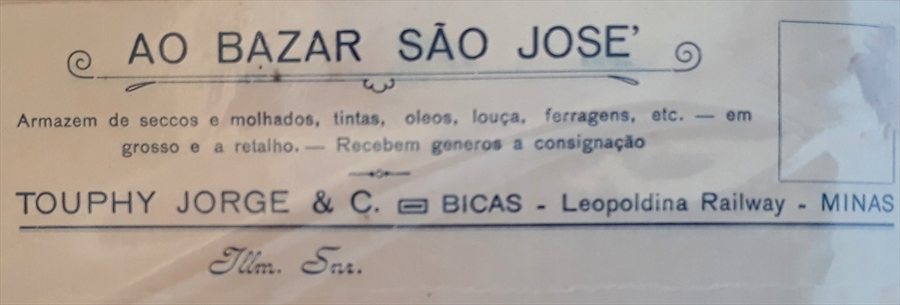 AO BAZAR SÃO JOSE'
Armazem de seccos e molhados, tintas, oleos, louça, ferragens, etc. — em
grosso e a retalho. — Recebem generos a consignação
TOUPHY JORGE & C. BICAS - Leopoldina Railway - MINAS
Illm. Snr.